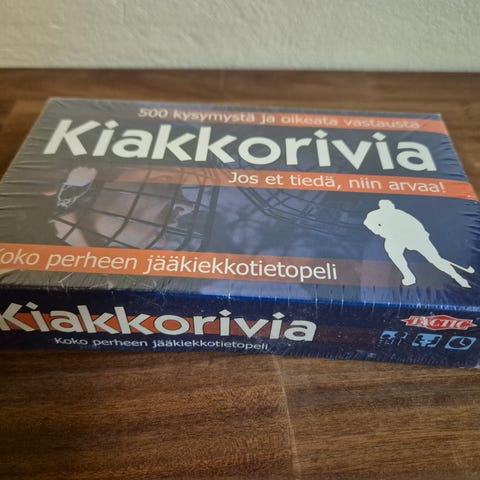 500 kysymystä ja oikeata vastausta
Kiakkorivia
Jos et tiedä, niin arvaa!
Koko perheen jääkiekkotietopeli
Kiakkorivia
Koko perheen jääkiekkotietopeli
TACTIC